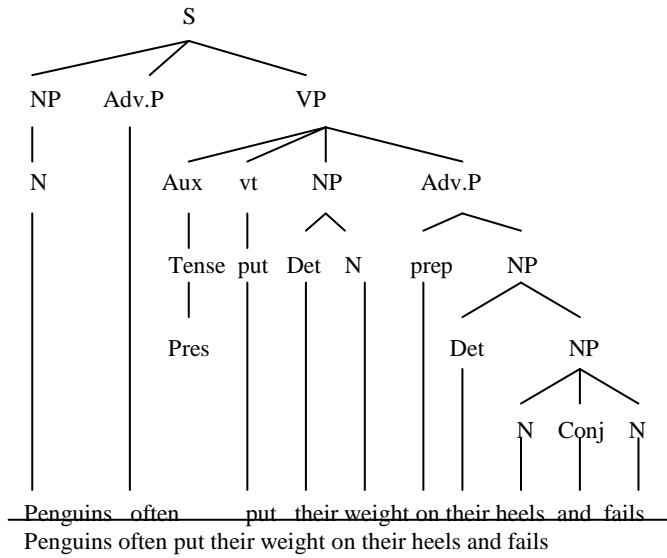 S
NP Adv.P VP
N Aux vt NP Adv.P
Tense put Det N prep NP
Pres Det NP
N Conj N
Penguins often put their weight on their heels and fails
Penguins often put their weight on their heels and fails